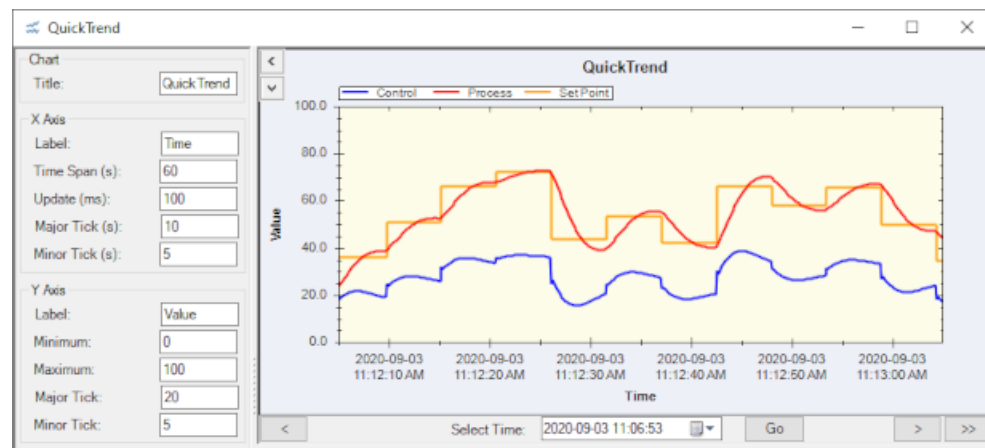 QuickTrend
Chart
Title: QuickTrend
X Axis
Label: Time
Time Span (s): 60
Update (ms): 100
Major Tick (s): 10
Minor Tick (s): 5
Y Axis
Label: Value
Minimum: 0
Maximum: 100
Major Tick: 20
Minor Tick: 5
QuickTrend
Control Process Set Point
100.0
80.0
60.0
40.0
20.0
0.0
Value
2020-09-03 2020-09-03 2020-09-03 2020-09-03 2020-09-03 2020-09-03
11:12:10 AM 11:12:20 AM 11:12:30 AM 11:12:40 AM 11:12:50 AM 11:13:00 AM
Time
< Select Time: 2020-09-03 11:06:53 Go > >>